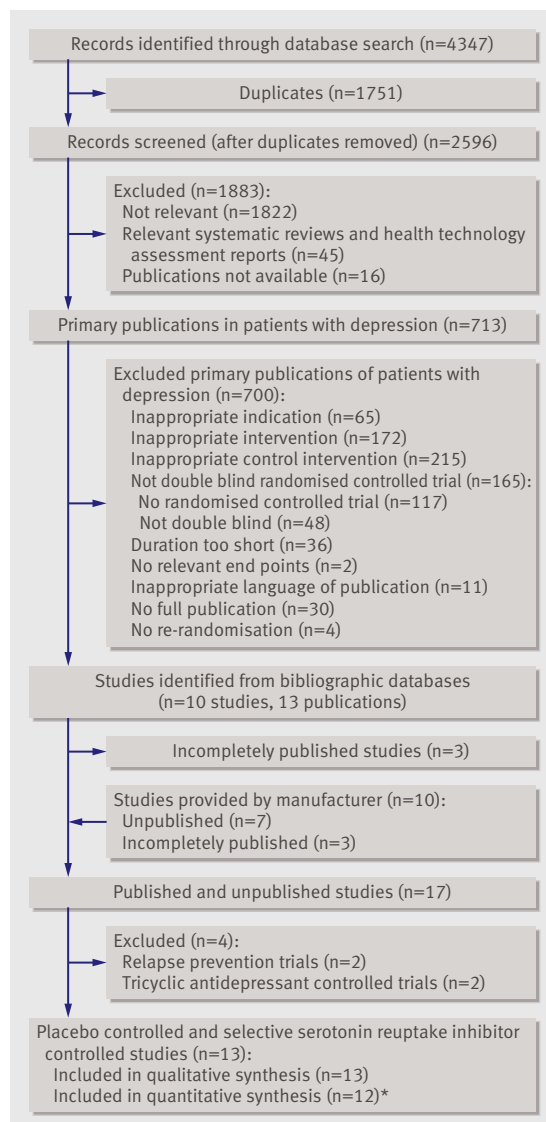 Records identified through database search (n=4347)
Duplicates (n=1751)
Records screened (after duplicates removed) (n=2596)
Excluded (n=1883):
Not relevant (n=1822)
Relevant systematic reviews and health technology
assessment reports (n=45)
Publications not available (n=16)
Primary publications in patients with depression (n=713)
Excluded primary publications of patients with
depression (n=700):
Inappropriate indication (n=65)
Inappropriate intervention (n=172)
Inappropriate control intervention (n=215)
Not double blind randomised controlled trial (n=165):
No randomised controlled trial (n=117)
Not double blind (n=48)
Duration too short (n=36)
No relevant end points (n=2)
Inappropriate language of publication (n=11)
No full publication (n=30)
No re-randomisation (n=4)
Studies identified from bibliographic databases
(n=10 studies, 13 publications)
Incompletely published studies (n=3)
Studies provided by manufacturer (n=10):
Unpublished (n=7)
Incompletely published (n=3)
Published and unpublished studies (n=17)
Excluded (n=4):
Relapse prevention trials (n=2)
Tricyclic antidepressant controlled trials (n=2)
Placebo controlled and selective serotonin reuptake inhibitor
controlled studies (n=13):
Included in qualitative synthesis (n=13)
Included in quantitative synthesis (n=12)*